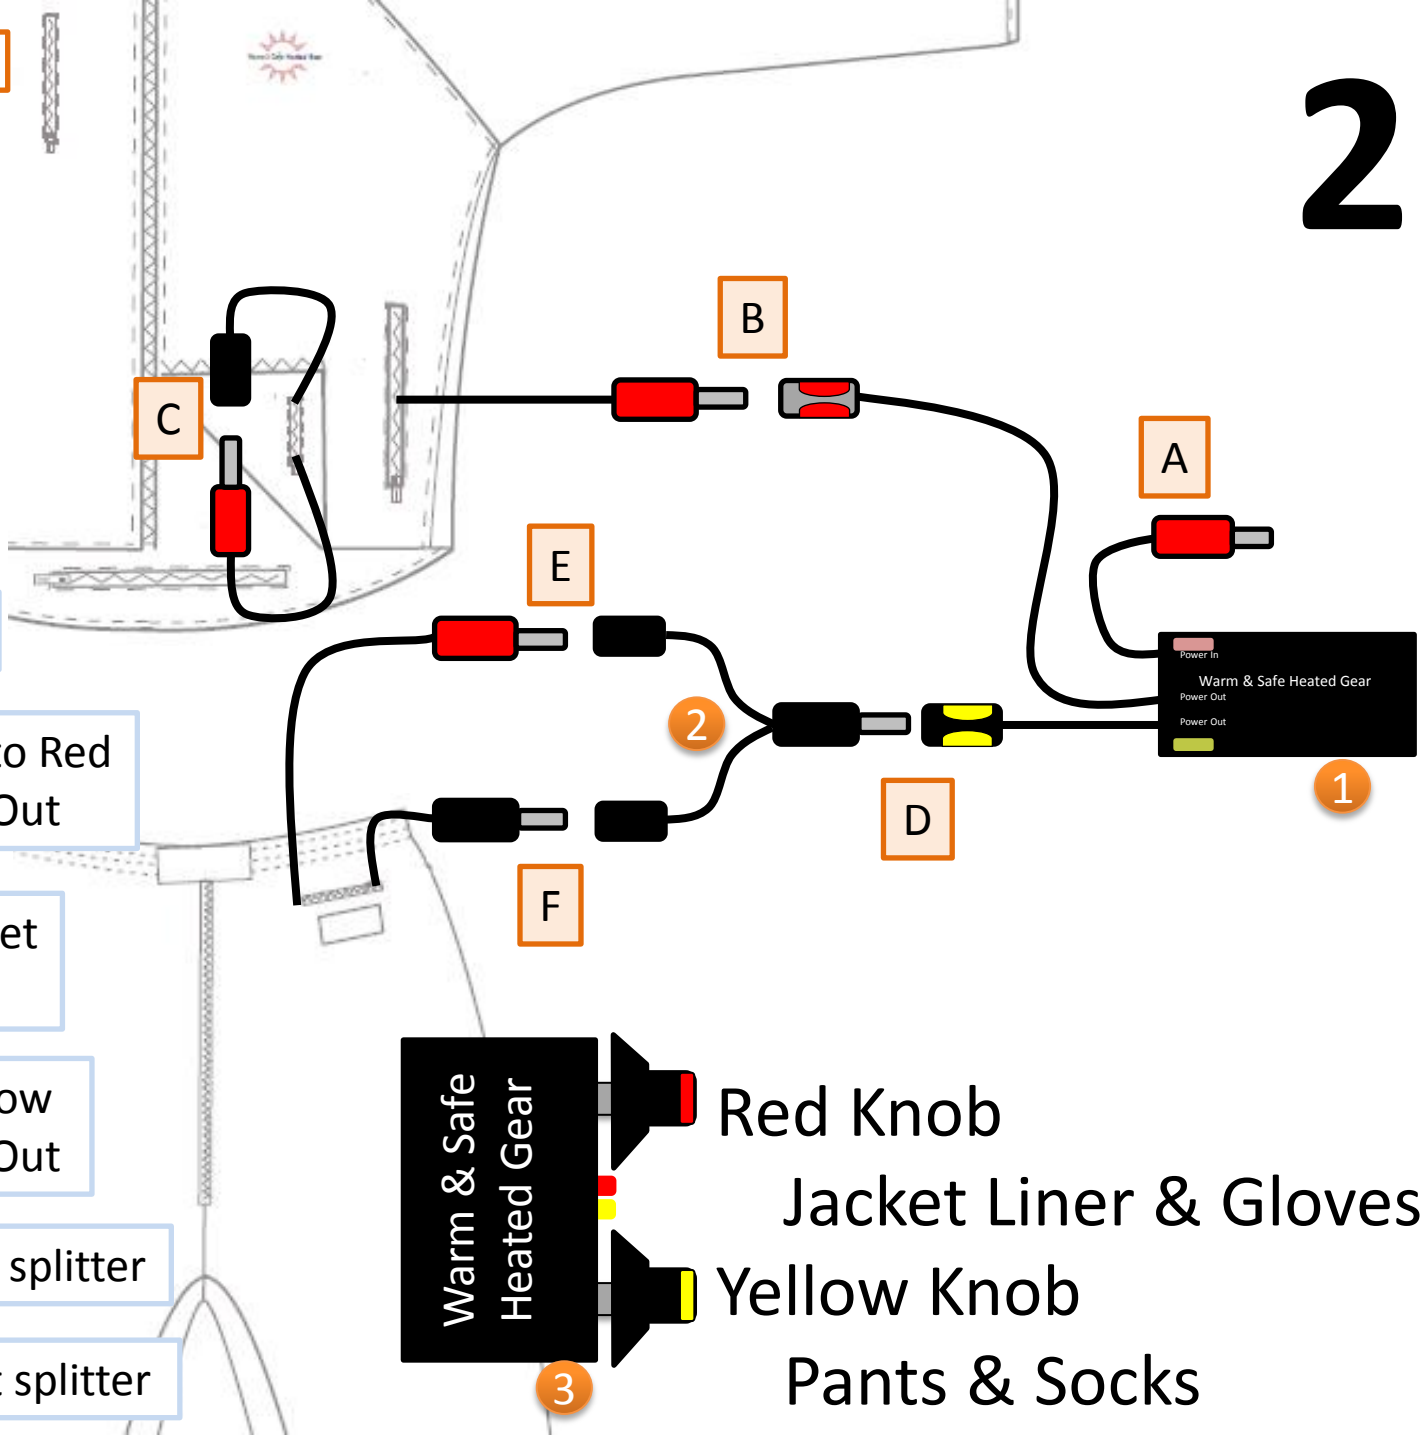 2
B
C
A
E
Power In
Warm & Safe Heated Gear
Power Out
Power Out
2
1
D
F
to Red
Out
et
ow
Out
splitter
splitter
Warm & Safe
Heated Gear
Red Knob
Jacket Liner & Gloves
Yellow Knob
Pants & Socks
3